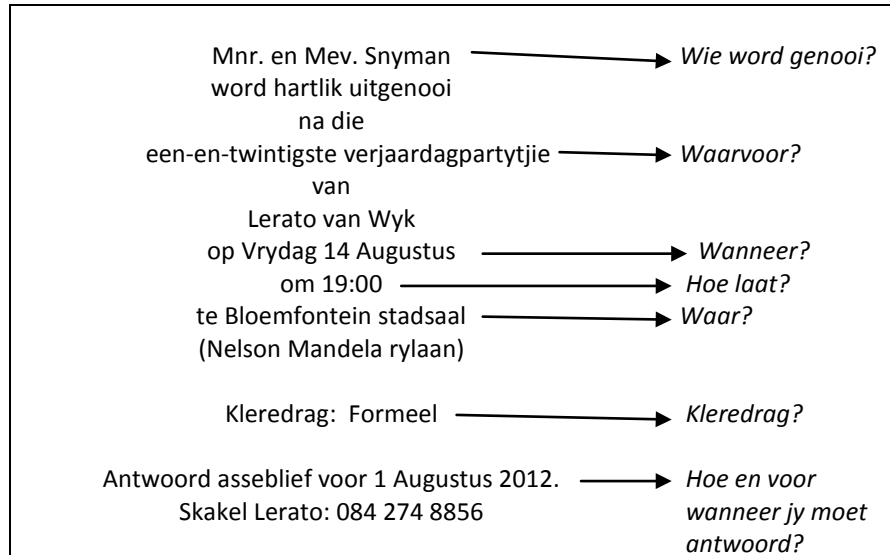 Mnr. en Mev. Snyman Wie word genooi?
word hartlik uitgenooi
na die
een-en-twintigste verjaardagpartytjie Waarvoor?
van
Lerato van Wyk
op Vrydag 14 Augustus Wanneer?
om 19:00 Hoe laat?
te Bloemfontein stadsaal Waar?
(Nelson Mandela rylaan)
Kleredrag: Formeel Kleredrag?
Antwoord asseblief voor 1 Augustus 2012. Hoe en voor
Skakel Lerato: 084 274 8856 wanneer jy moet
antwoord?